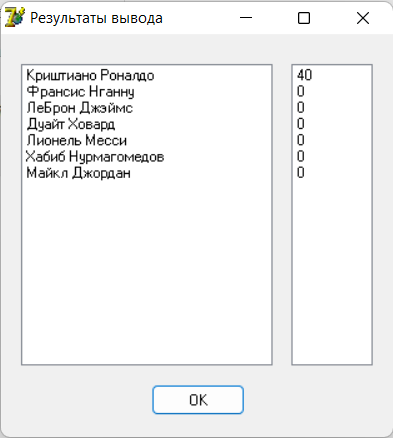 Результаты вывода
Криштиано Роналдо 40
Франсис Нганну 0
ЛеБрон Джэймс 0
Дуайт Ховард 0
Лионель Месси 0
Хабиб Нурмагомедов 0
Майкл Джордан 0
OK